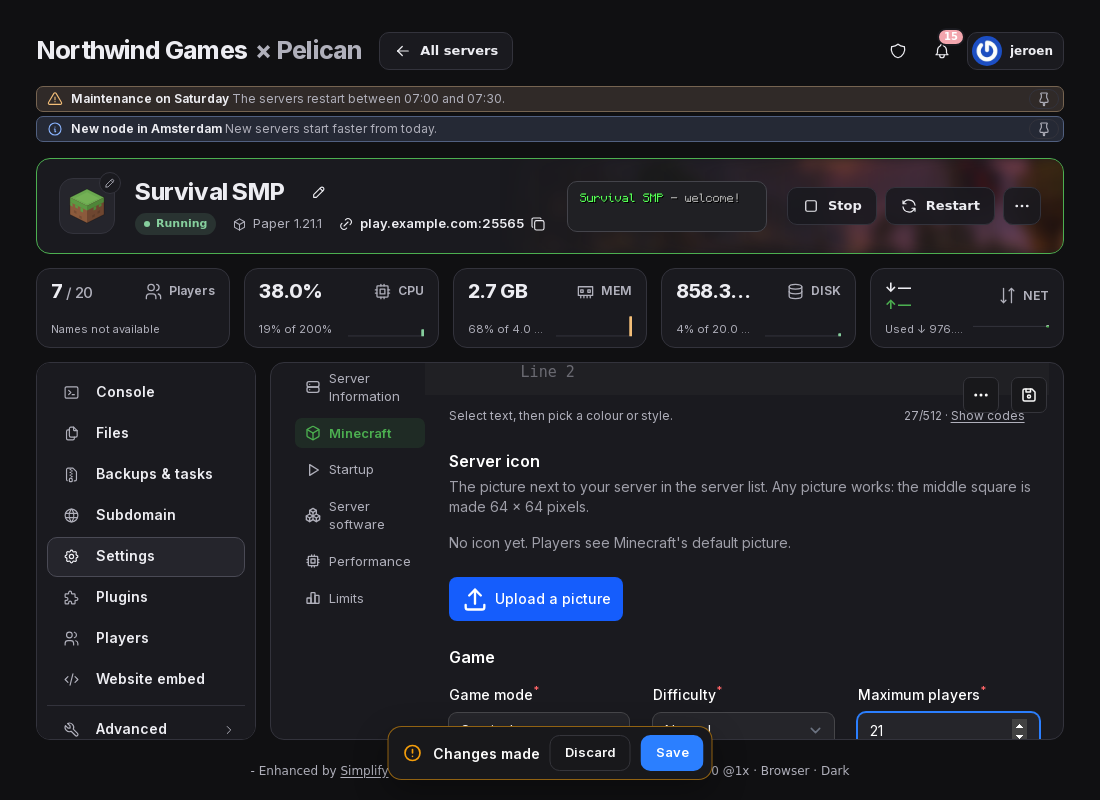 Northwind Games × Pelican
All servers
15
jeroen
Maintenance on Saturday The servers restart between 07:00 and 07:30.
New node in Amsterdam New servers start faster from today.
Survival SMP
Running
Paper 1.21.1
play.example.com:25565
Survival SMP - welcome!
Stop
Restart
7 / 20
Players
Names not available
38.0%
CPU
19% of 200%
2.7 GB
MEM
68% of 4.0 ...
858.3...
DISK
4% of 20.0 ...
↓—
↑—
NET
Used ↓ 976....
Console
Files
Backups & tasks
Subdomain
Settings
Plugins
Players
Website embed
Advanced
Server
Information
Minecraft
Startup
Server
software
Performance
Limits
Line 2
Select text, then pick a colour or style.
27/512 · Show codes
Server icon
The picture next to your server in the server list. Any picture works: the middle square is
made 64 × 64 pixels.
No icon yet. Players see Minecraft's default picture.
Upload a picture
Game
Game mode*
Difficulty*
Maximum players*
21
Changes made
Discard
Save
- Enhanced by Simplify
0 @1x · Browser · Dark